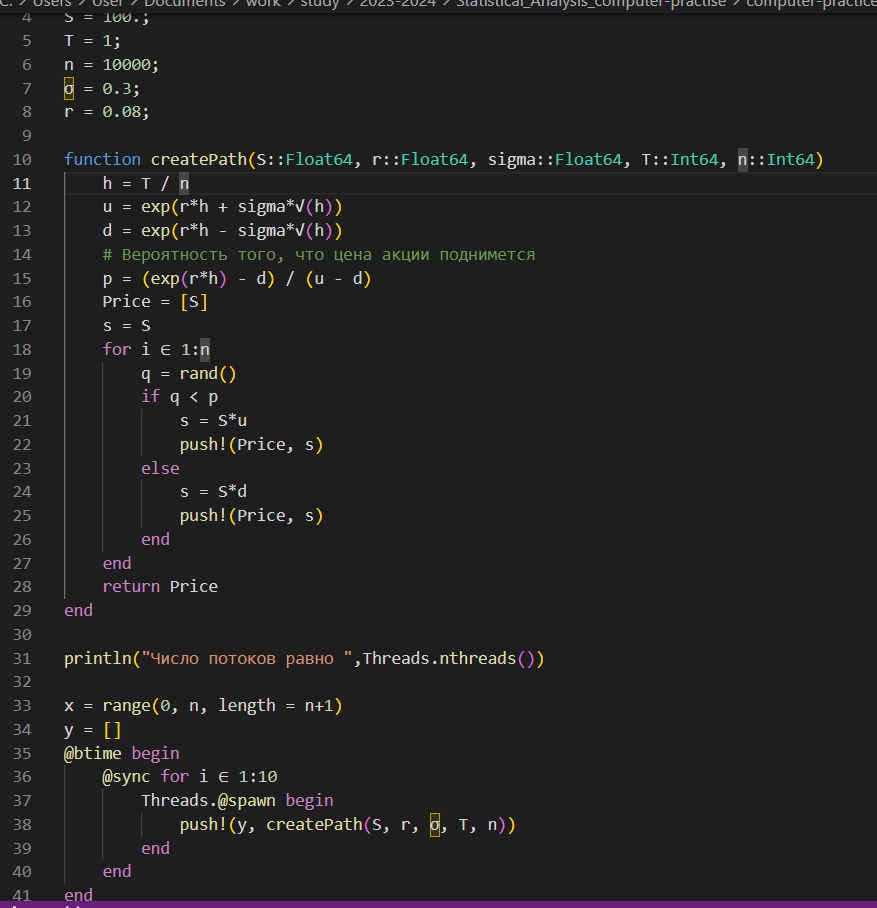 C: > Users > User > Documents > work > study > 2023-2024 > Statistical_Analysis_computer-practise > computer-practice
4 S = 100.;
5 T = 1;
6 n = 10000;
7 σ = 0.3;
8 r = 0.08;
9
10 function createPath(S::Float64, r::Float64, sigma::Float64, T::Int64, n::Int64)
11 h = T / n
12 u = exp(r*h + sigma*√(h))
13 d = exp(r*h - sigma*√(h))
14 # Вероятность того, что цена акции поднимется
15 p = (exp(r*h) - d) / (u - d)
16 Price = [S]
17 s = S
18 for i ∈ 1:n
19 q = rand()
20 if q < p
21 s = S*u
22 push!(Price, s)
23 else
24 s = S*d
25 push!(Price, s)
26 end
27 end
28 return Price
29 end
30
31 println("Число потоков равно ",Threads.nthreads())
32
33 x = range(0, n, length = n+1)
34 y = []
35 @btime begin
36 @sync for i ∈ 1:10
37 Threads.@spawn begin
38 push!(y, createPath(S, r, σ, T, n))
39 end
40 end
41 end